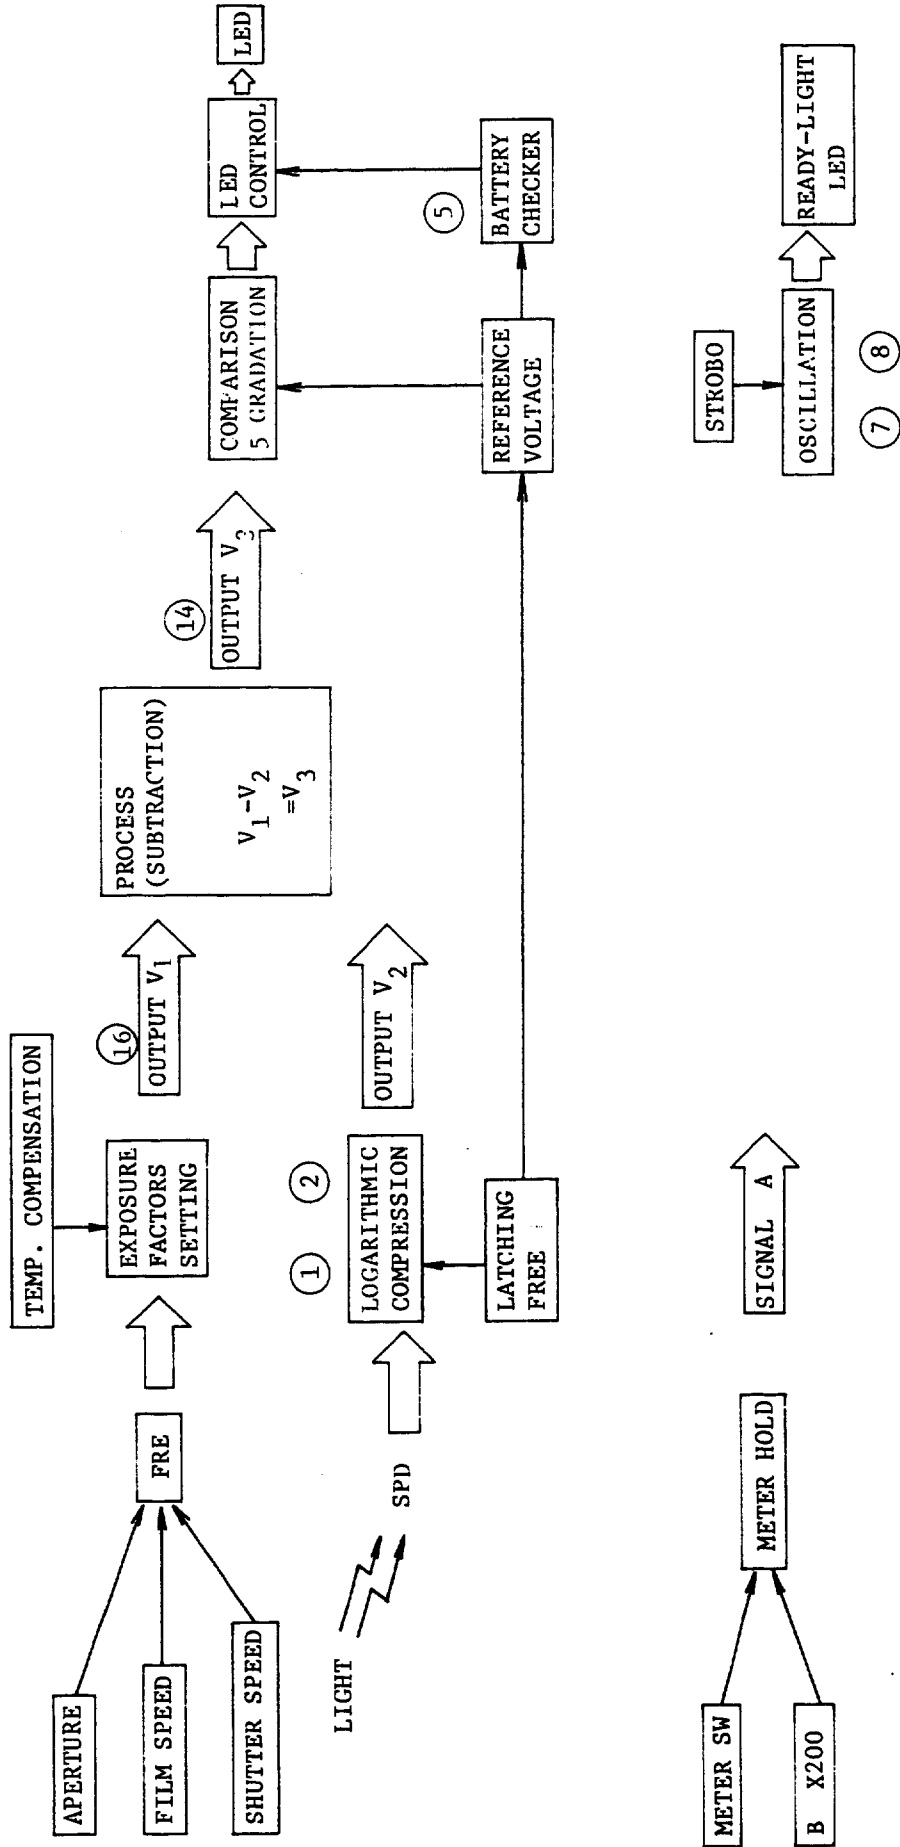 TEMP. COMPENSATION
APERTURE
FILM SPEED
SHUTTER SPEED
FRE
EXPOSURE
FACTORS
SETTING
16
OUTPUT V1
PROCESS
(SUBTRACTION)
V1-V2
=V3
14
OUTPUT V3
COMPARISON
5 GRADATION
LED
CONTROL
LED
LIGHT
SPD
1
2
LOGARITHMIC
COMPRESSION
OUTPUT V2
LATCHING
FREE
REFERENCE
VOLTAGE
5
BATTERY
CHECKER
METER SW
B X200
METER HOLD
SIGNAL A
STROBO
OSCILLATION
7
8
READY-LIGHT
LED